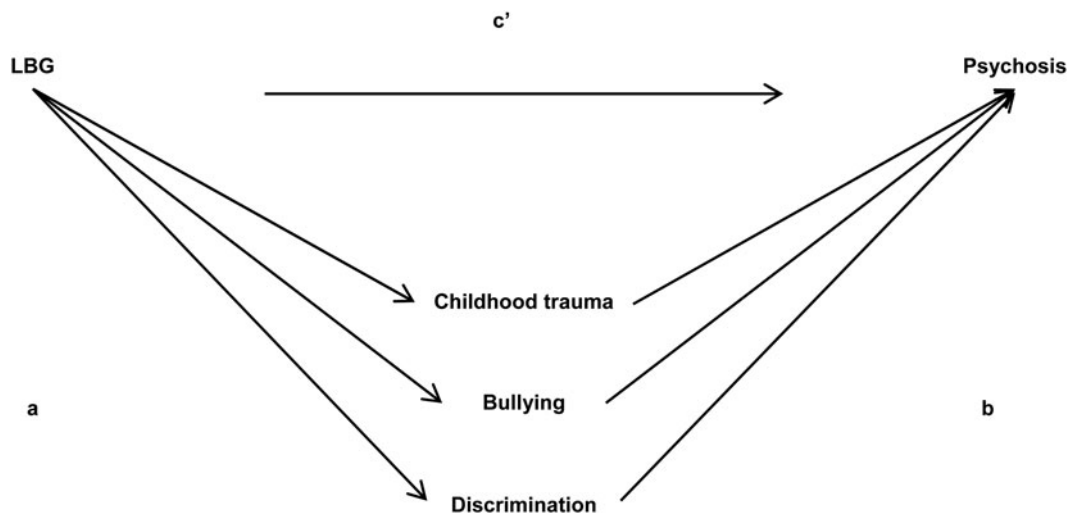 c’
LBG
Psychosis
Childhood trauma
Bullying
a
b
Discrimination